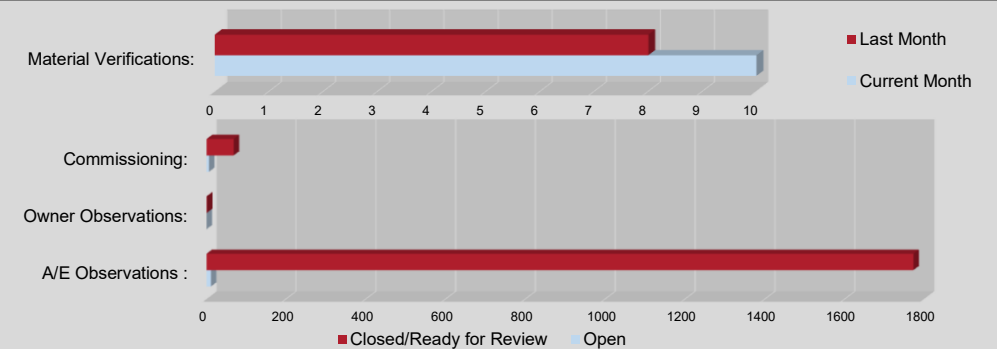 Last Month
Material Verifications:
Current Month
0 1 2 3 4 5 6 7 8 9 10
Commissioning:
Owner Observations:
A/E Observations :
0 200 400 600 800 1000 1200 1400 1600 1800
Closed/Ready for Review Open